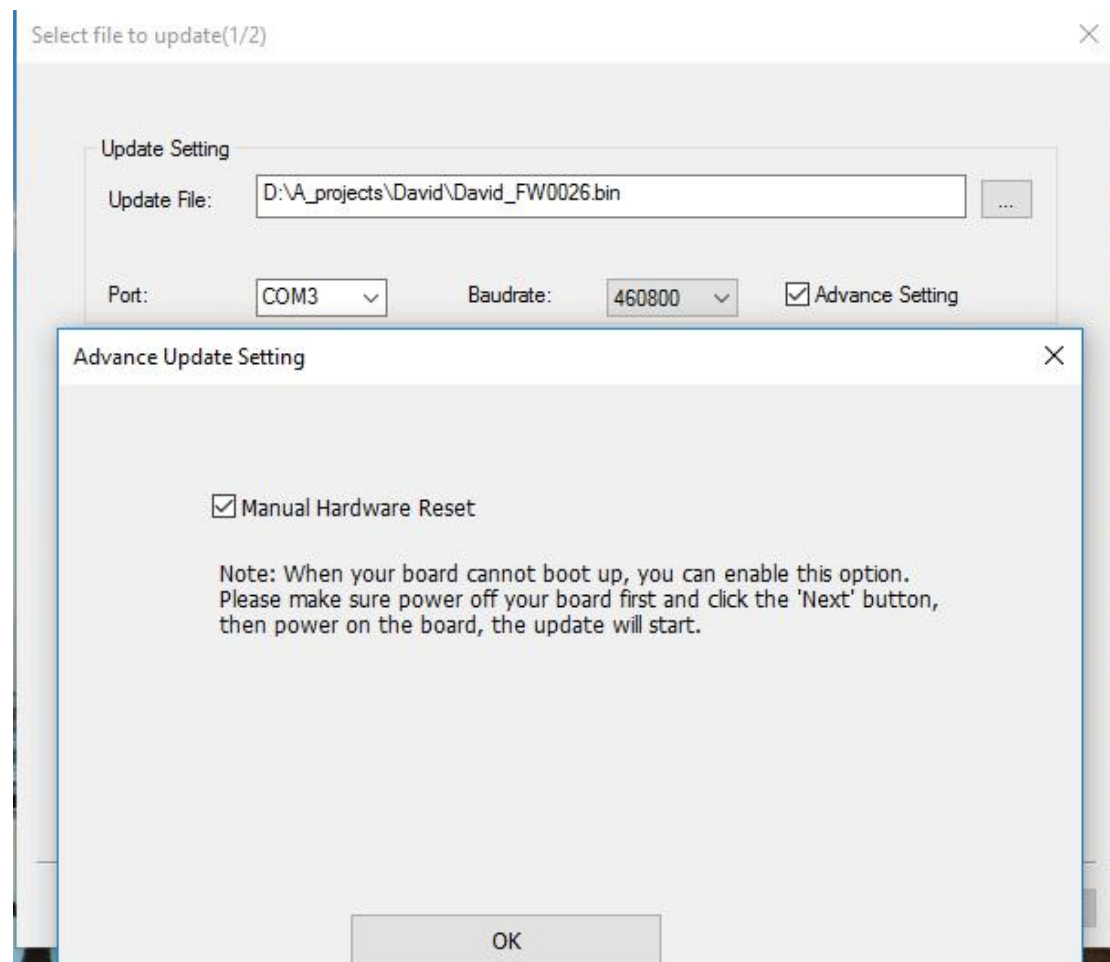 Select file to update(1/2)
Update Setting
Update File: D:\A_projects\David\David_FW0026.bin ...
Port: COM3 Baudrate: 460800 Advance Setting
Advance Update Setting
Manual Hardware Reset
Note: When your board cannot boot up, you can enable this option.
Please make sure power off your board first and click the 'Next' button,
then power on the board, the update will start.
OK